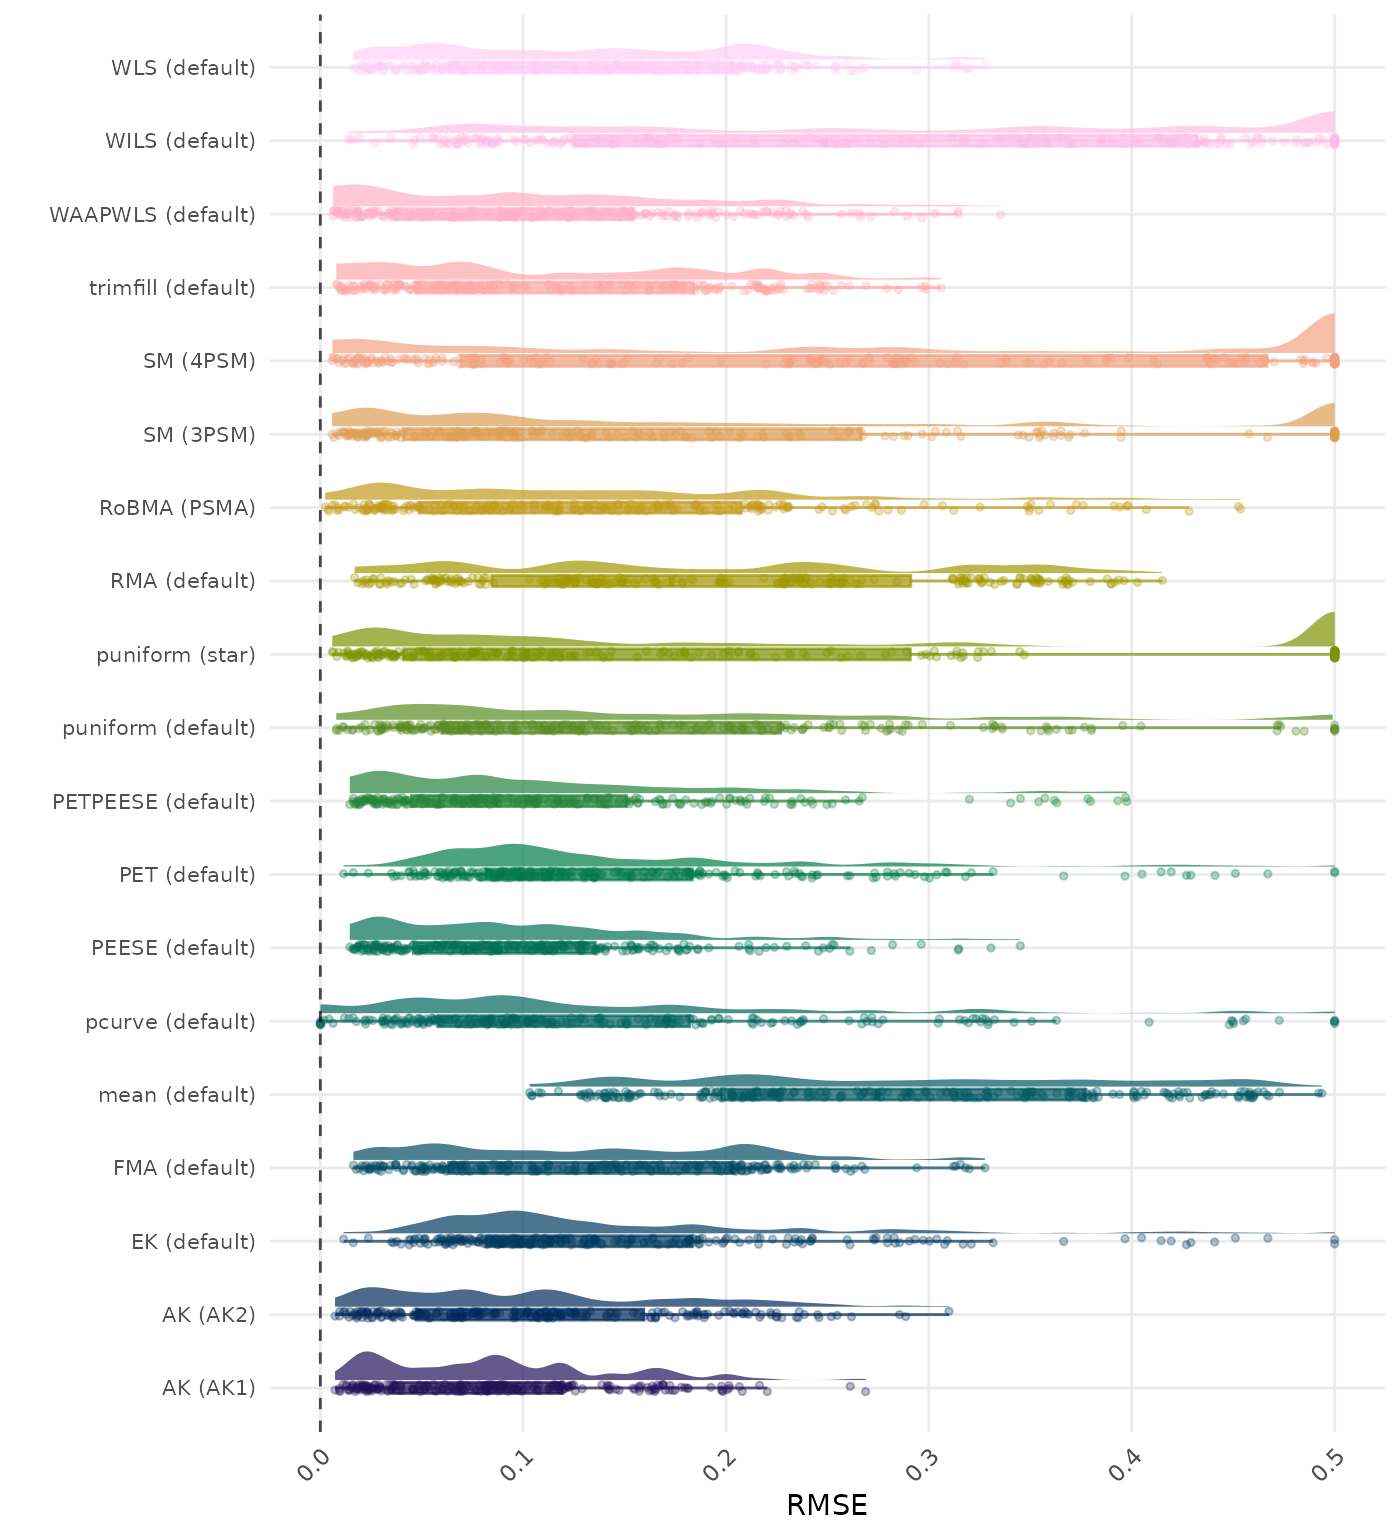 WLS (default)
WILS (default)
WAAPWLS (default)
trimfill (default)
SM (4PSM)
SM (3PSM)
RoBMA (PSMA)
RMA (default)
puniform (star)
puniform (default)
PETPEESE (default)
PET (default)
PEESE (default)
pcurve (default)
mean (default)
FMA (default)
EK (default)
AK (AK2)
AK (AK1)
0.0 0.1 0.2 0.3 0.4 0.5
RMSE